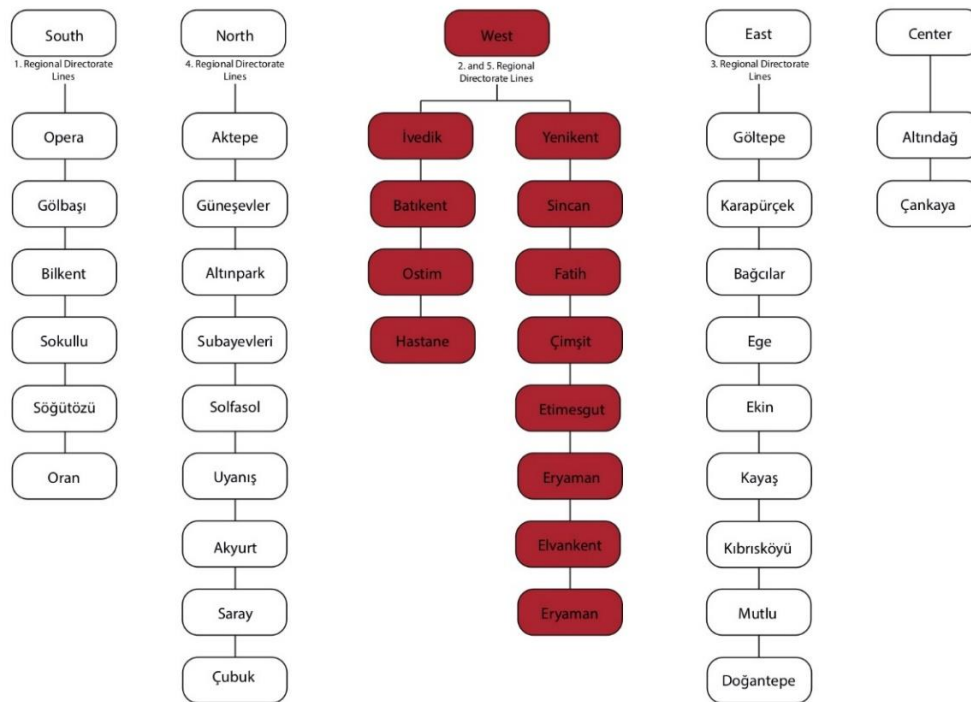 South
1. Regional Directorate
Lines
Opera
Gölbaşı
Bilkent
Sokullu
Söğütözü
Oran
North
4. Regional Directorate
Lines
Aktepe
Güneşevler
Altınpark
Subayevleri
Solfasol
Uyanış
Akyurt
Saray
Çubuk
West
2. and 5. Regional
Directorate Lines
İvedik
Batıkent
Ostim
Hastane
Yenikent
Sincan
Fatih
Çimşit
Etimesgut
Eryaman
Elvankent
Eryaman
East
3. Regional Directorate
Lines
Göltepe
Karapürçek
Bağcılar
Ege
Ekin
Kayaş
Kıbrısköyü
Mutlu
Doğantepe
Center
Altındağ
Çankaya